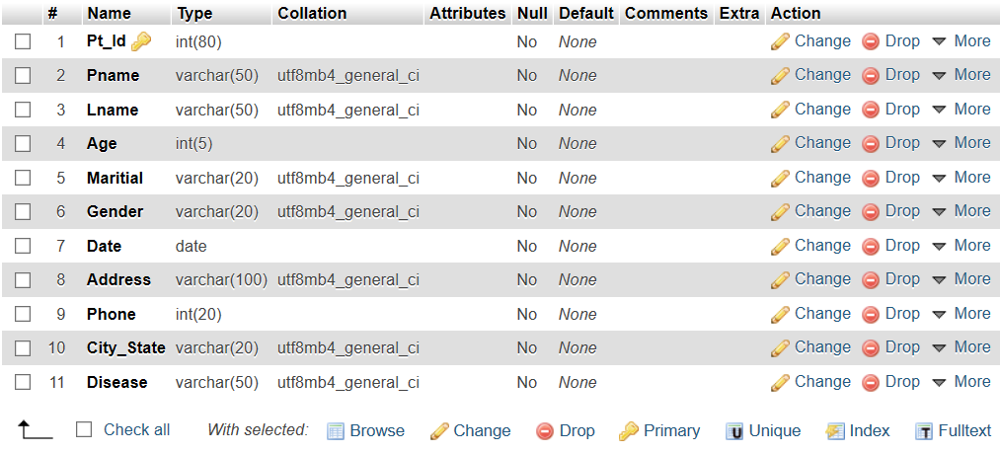 # Name Type Collation Attributes Null Default Comments Extra Action
1 Pt_Id int(80) No None Change Drop More
2 Pname varchar(50) utf8mb4_general_ci No None Change Drop More
3 Lname varchar(50) utf8mb4_general_ci No None Change Drop More
4 Age int(5) No None Change Drop More
5 Maritial varchar(20) utf8mb4_general_ci No None Change Drop More
6 Gender varchar(20) utf8mb4_general_ci No None Change Drop More
7 Date date No None Change Drop More
8 Address varchar(100) utf8mb4_general_ci No None Change Drop More
9 Phone int(20) No None Change Drop More
10 City_State varchar(20) utf8mb4_general_ci No None Change Drop More
11 Disease varchar(50) utf8mb4_general_ci No None Change Drop More
Check all With selected: Browse Change Drop Primary U Unique Index T Fulltext